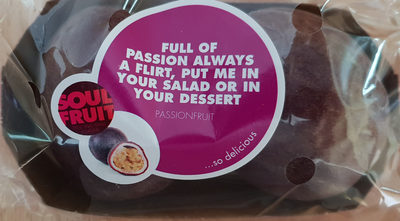 FULL OF
PASSION ALWAYS
A FLIRT, PUT ME IN
YOUR SALAD OR IN
YOUR DESSERT
PASSIONFRUIT
SOUL
FRUIT
...so delicious